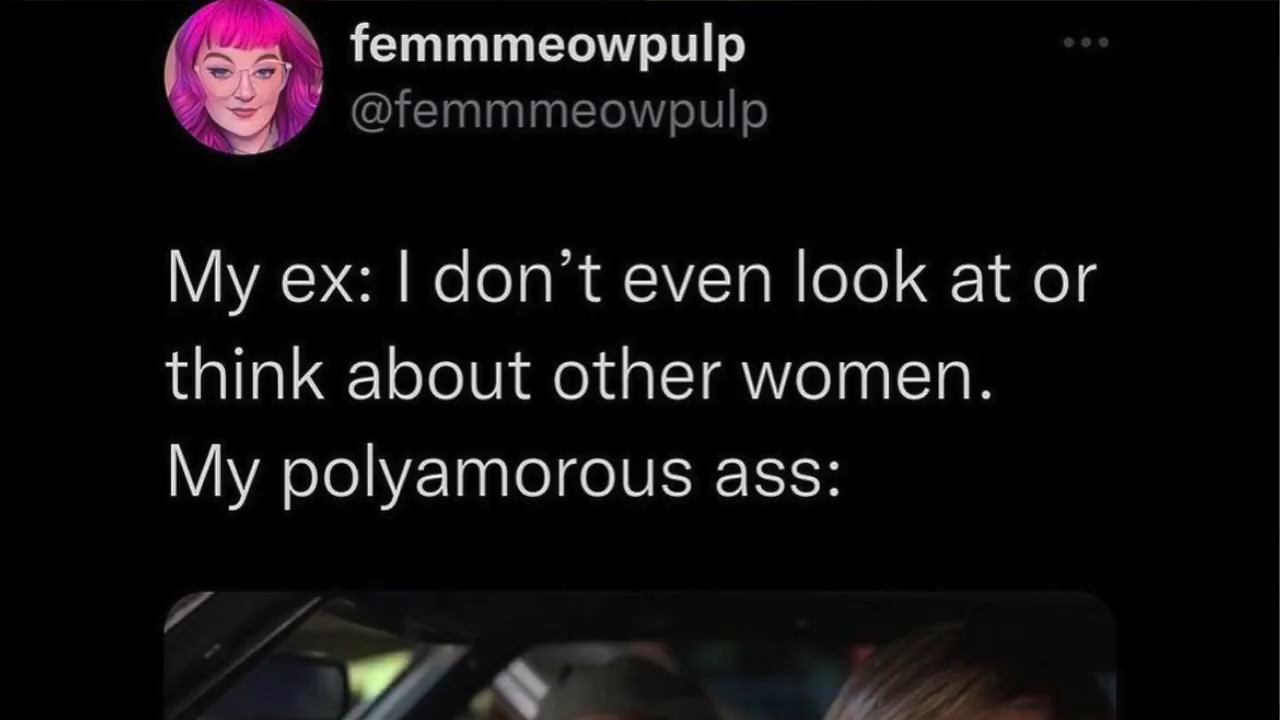 femmmeowpulp
@femmmeowpulp
My ex: I don’t even look at or
think about other women.
My polyamorous ass: